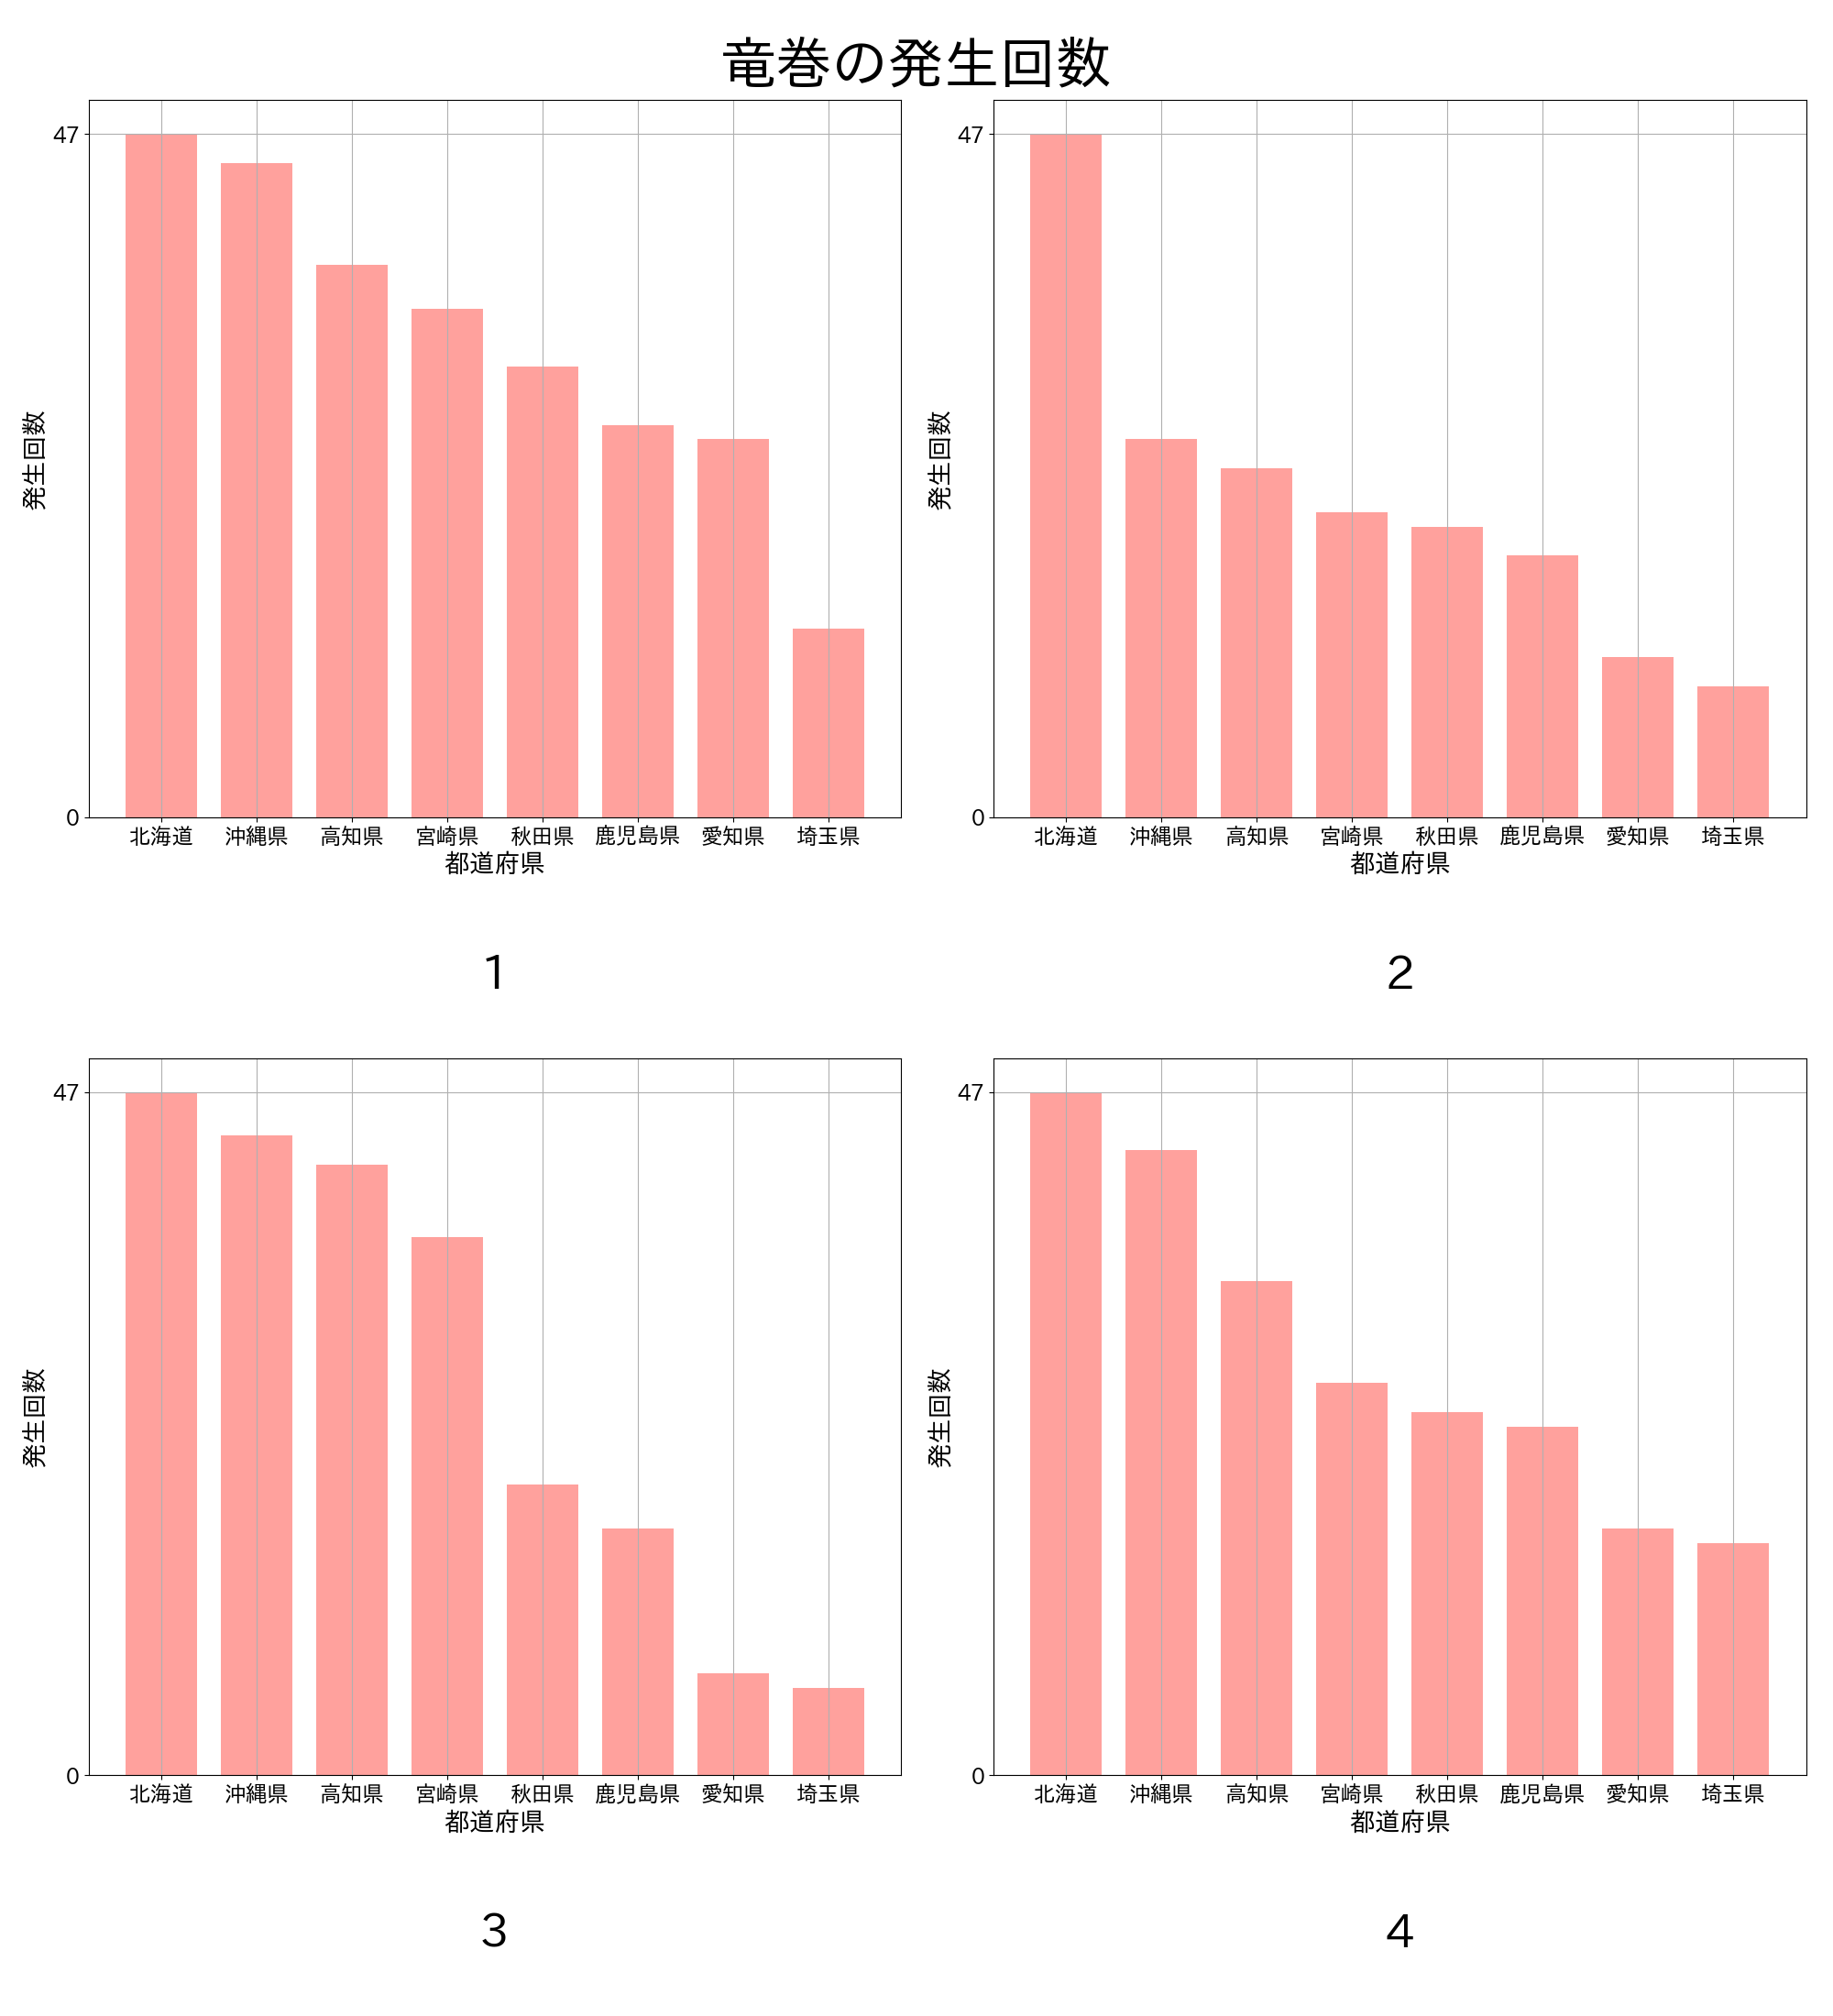 竜巻の発生回数
47
0
発生回数
北海道 沖縄県 高知県 宮崎県 秋田県 鹿児島県 愛知県 埼玉県
都道府県
1
47
0
発生回数
北海道 沖縄県 高知県 宮崎県 秋田県 鹿児島県 愛知県 埼玉県
都道府県
2
47
0
発生回数
北海道 沖縄県 高知県 宮崎県 秋田県 鹿児島県 愛知県 埼玉県
都道府県
3
47
0
発生回数
北海道 沖縄県 高知県 宮崎県 秋田県 鹿児島県 愛知県 埼玉県
都道府県
4